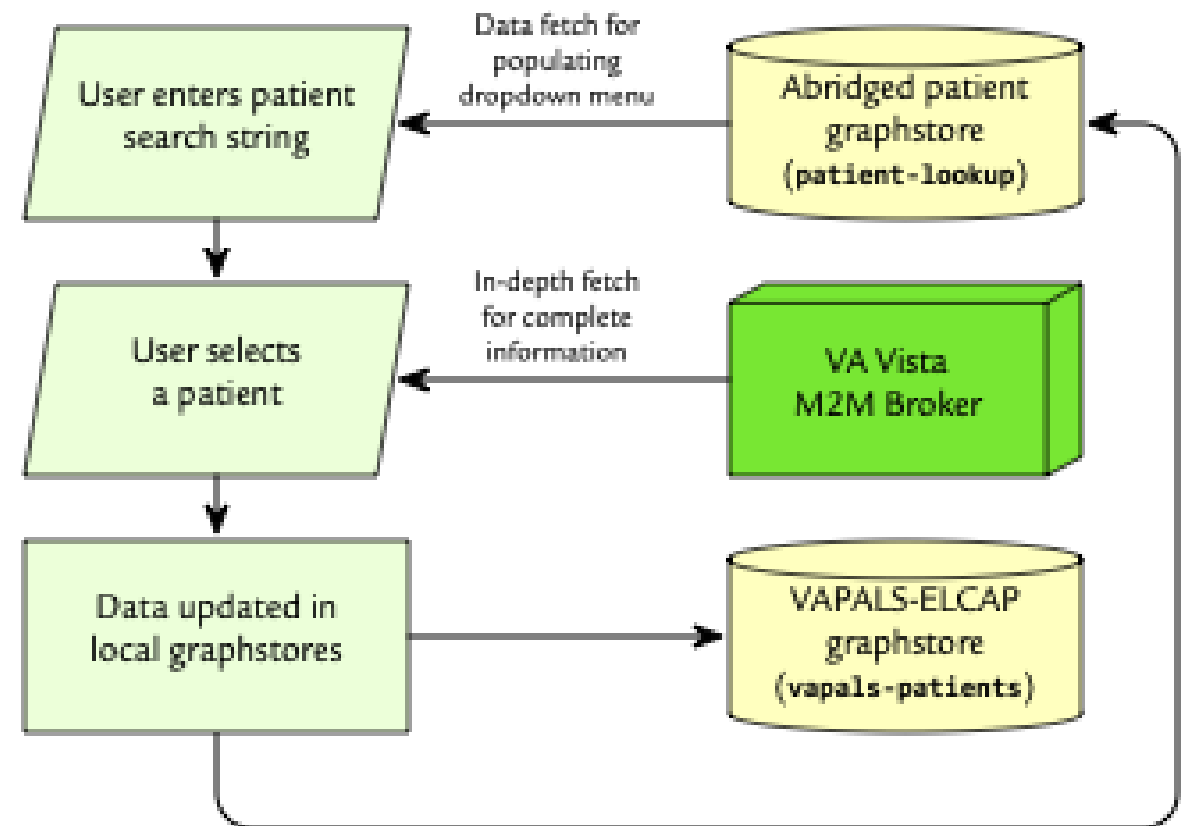 User enters patient
search string
Data fetch for
populating
dropdown menu
Abridged patient
graphstore
(patient-lookup)
User selects
a patient
In-depth fetch
for complete
information
VA Vista
M2M Broker
Data updated in
local graphstores
VAPALS-ELCAP
graphstore
(vapals-patients)